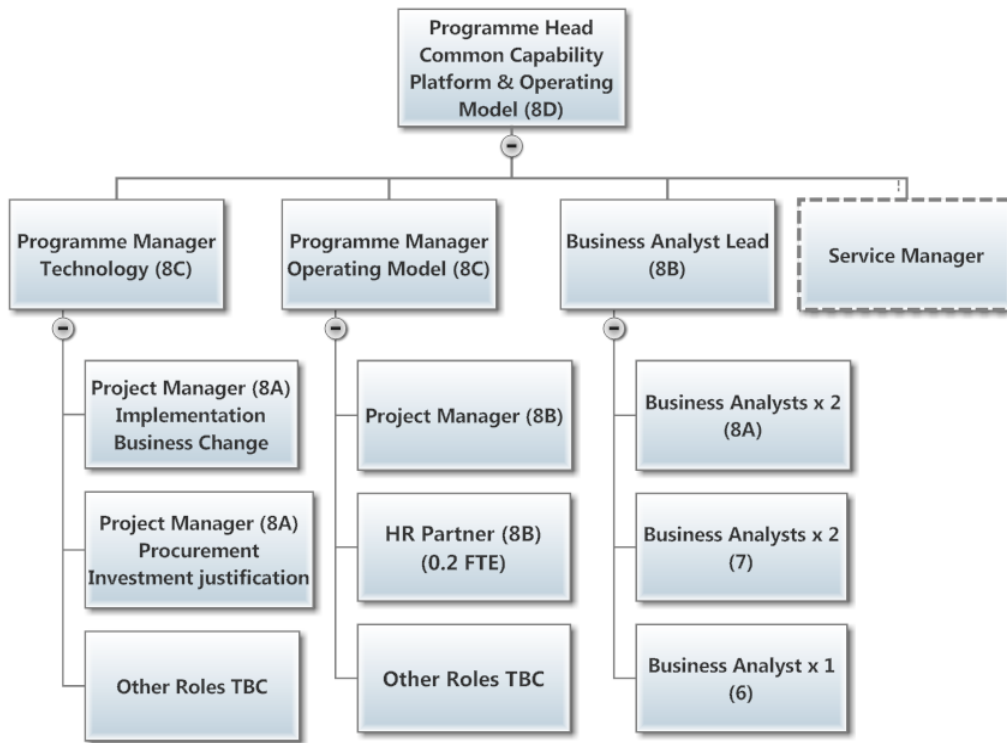 Programme Head
Common Capability
Platform & Operating
Model (8D)
Programme Manager
Technology (8C)
Programme Manager
Operating Model (8C)
Business Analyst Lead
(8B)
Service Manager
Project Manager (8A)
Implementation
Business Change
Project Manager (8A)
Procurement
Investment justification
Other Roles TBC
Project Manager (8B)
HR Partner (8B)
(0.2 FTE)
Other Roles TBC
Business Analysts x 2
(8A)
Business Analysts x 2
(7)
Business Analyst x 1
(6)